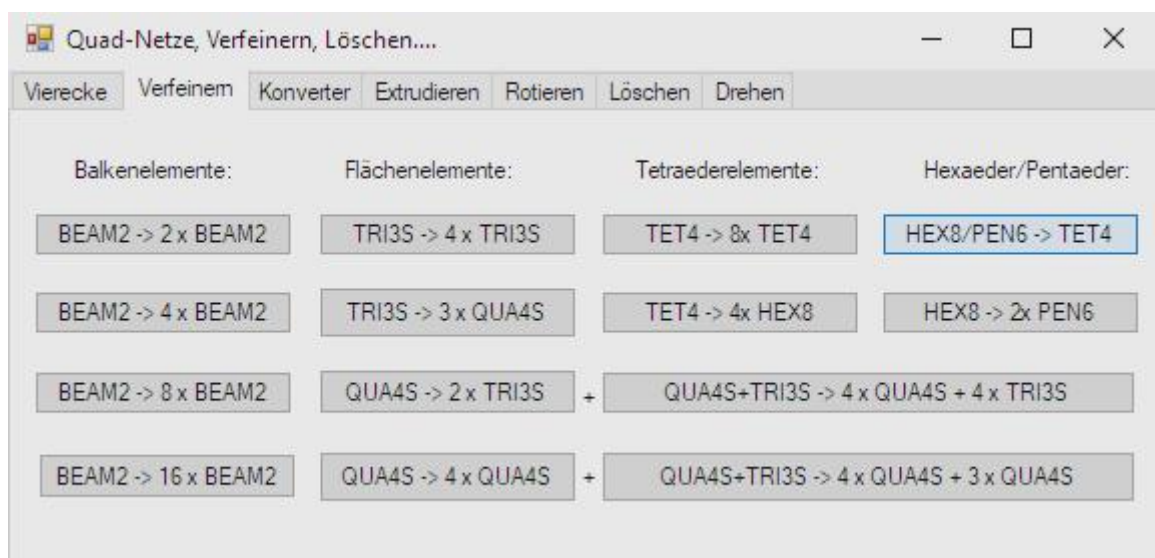 Quad-Netze, Verfeinern, Löschen....
Vierecke Verfeinern Konverter Extrudieren Rotieren Löschen Drehen
Balkenelemente: Flächenelemente: Tetraederelemente: Hexaeder/Pentaeder:
BEAM2 -> 2 x BEAM2 TRI3S -> 4 x TRI3S TET4 -> 8x TET4 HEX8/PEN6 -> TET4
BEAM2 -> 4 x BEAM2 TRI3S -> 3 x QUA4S TET4 -> 4x HEX8 HEX8 -> 2x PEN6
BEAM2 -> 8 x BEAM2 QUA4S -> 2 x TRI3S + QUA4S+TRI3S -> 4 x QUA4S + 4 x TRI3S
BEAM2 -> 16 x BEAM2 QUA4S -> 4 x QUA4S + QUA4S+TRI3S -> 4 x QUA4S + 3 x QUA4S